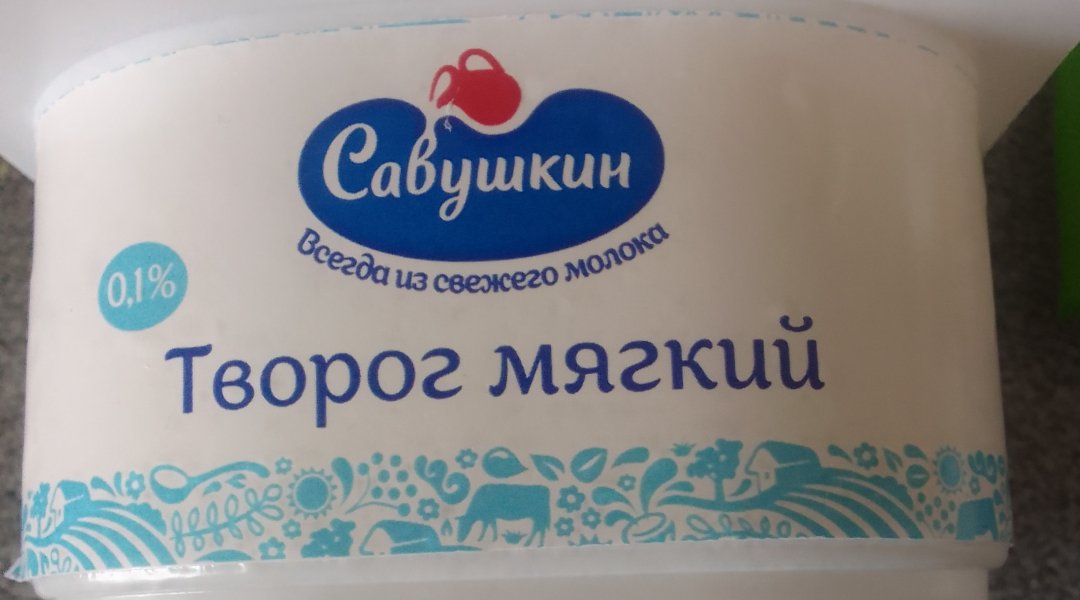 Савушкин
Всегда из свежего молока
0,1%
Творог мягкий